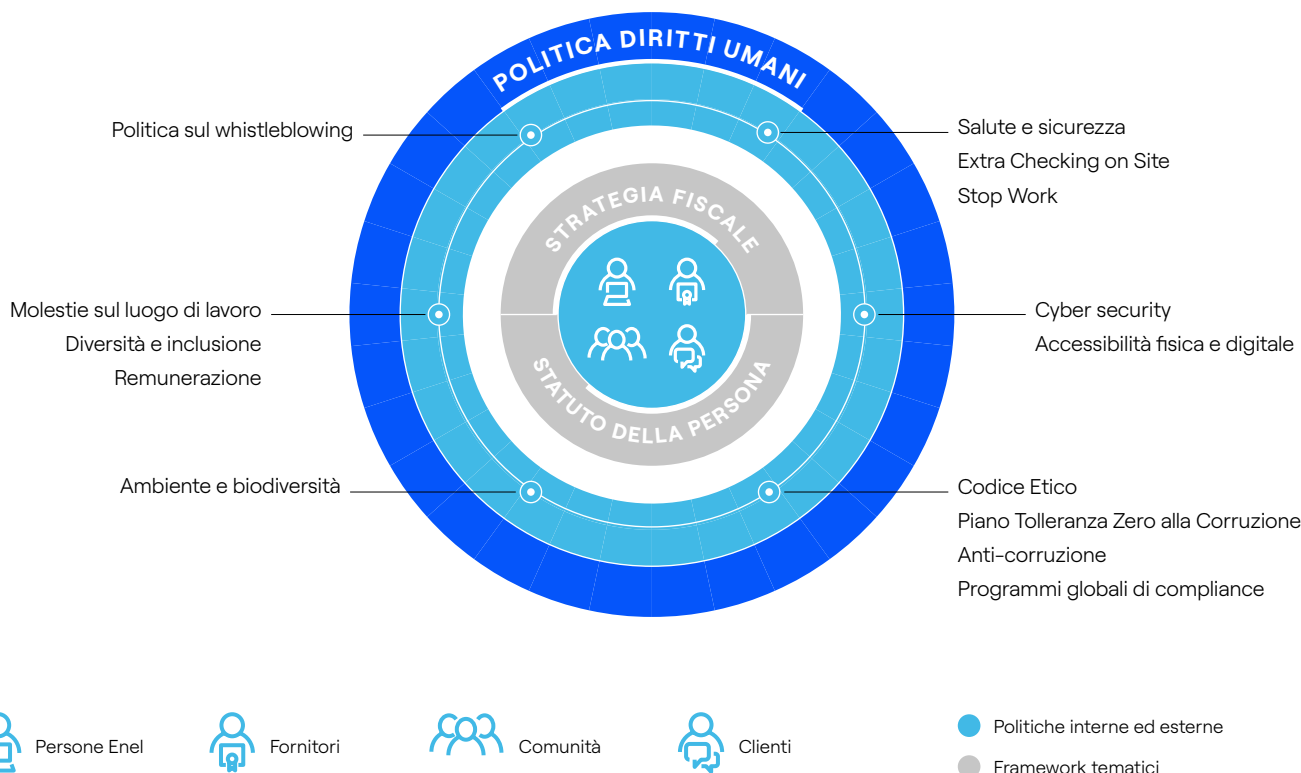 POLITICA DIRITTI UMANI
Politica sul whistleblowing
Salute e sicurezza
Extra Checking on Site
Stop Work
STRATEGIA FISCALE
Molestie sul luogo di lavoro
Diversità e inclusione
Remunerazione
Cyber security
Accessibilità fisica e digitale
STATUTO DELLA PERSONA
Ambiente e biodiversità
Codice Etico
Piano Tolleranza Zero alla Corruzione
Anti-corruzione
Programmi globali di compliance
Persone Enel
Fornitori
Comunità
Clienti
Politiche interne ed esterne
Framework tematici